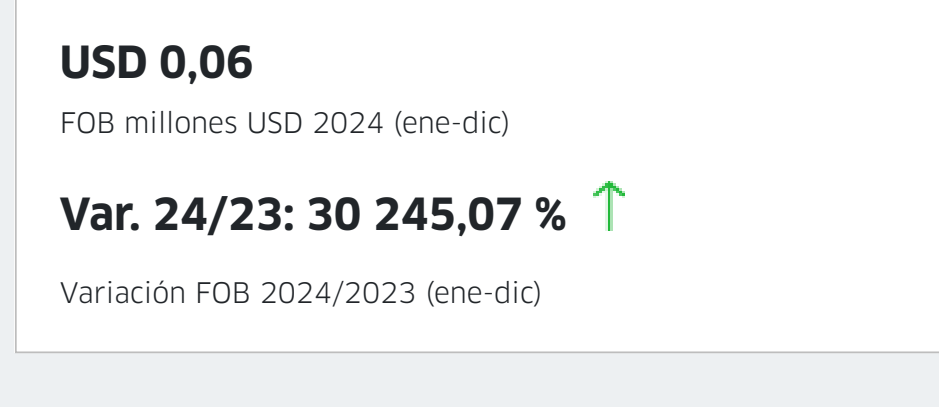 USD 0,06
FOB millones USD 2024 (ene-dic)
Var. 24/23: 30 245,07 %
Variación FOB 2024/2023 (ene-dic)